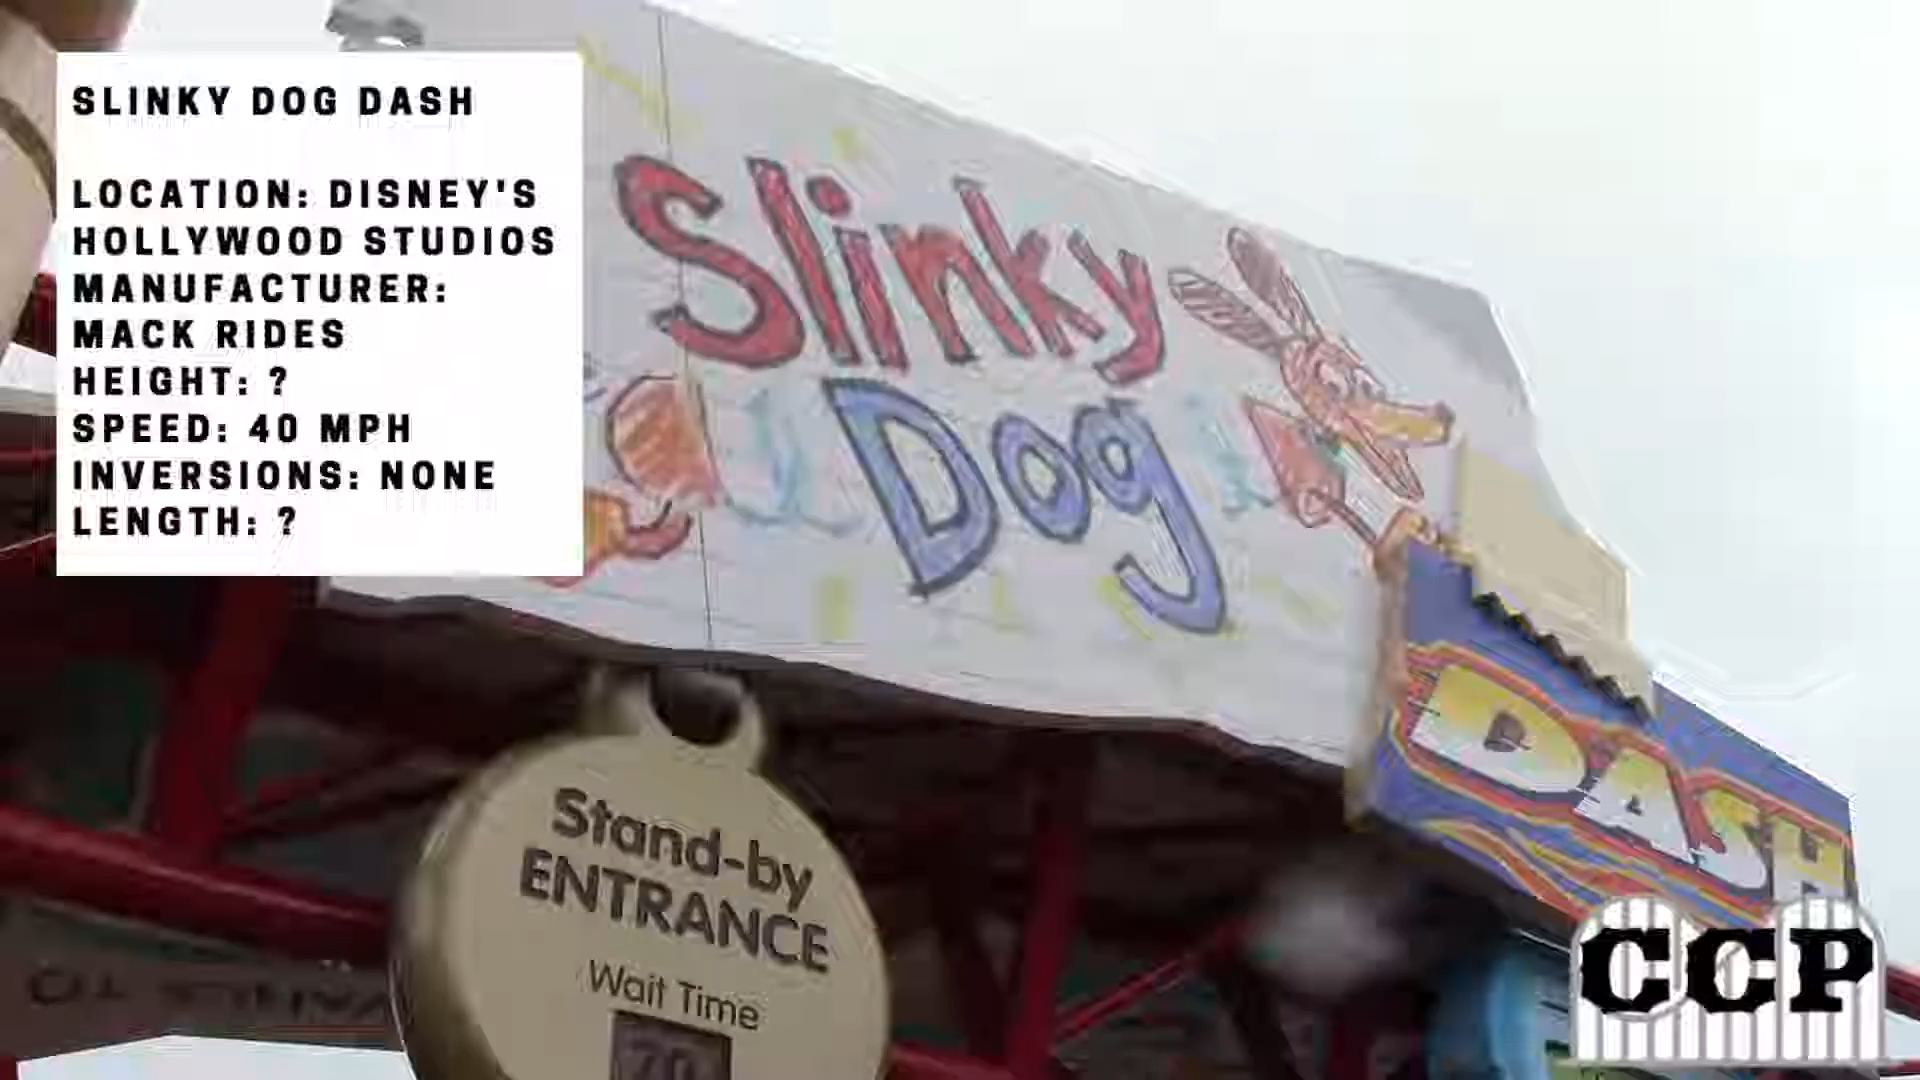 SLINKY DOG DASH
LOCATION: DISNEY'S
HOLLYWOOD STUDIOS
MANUFACTURER:
MACK RIDES
HEIGHT: ?
SPEED: 40 MPH
INVERSIONS: NONE
LENGTH: ?
Slinky
Dog
DASH
Stand-by
ENTRANCE
Wait Time
70
CCP